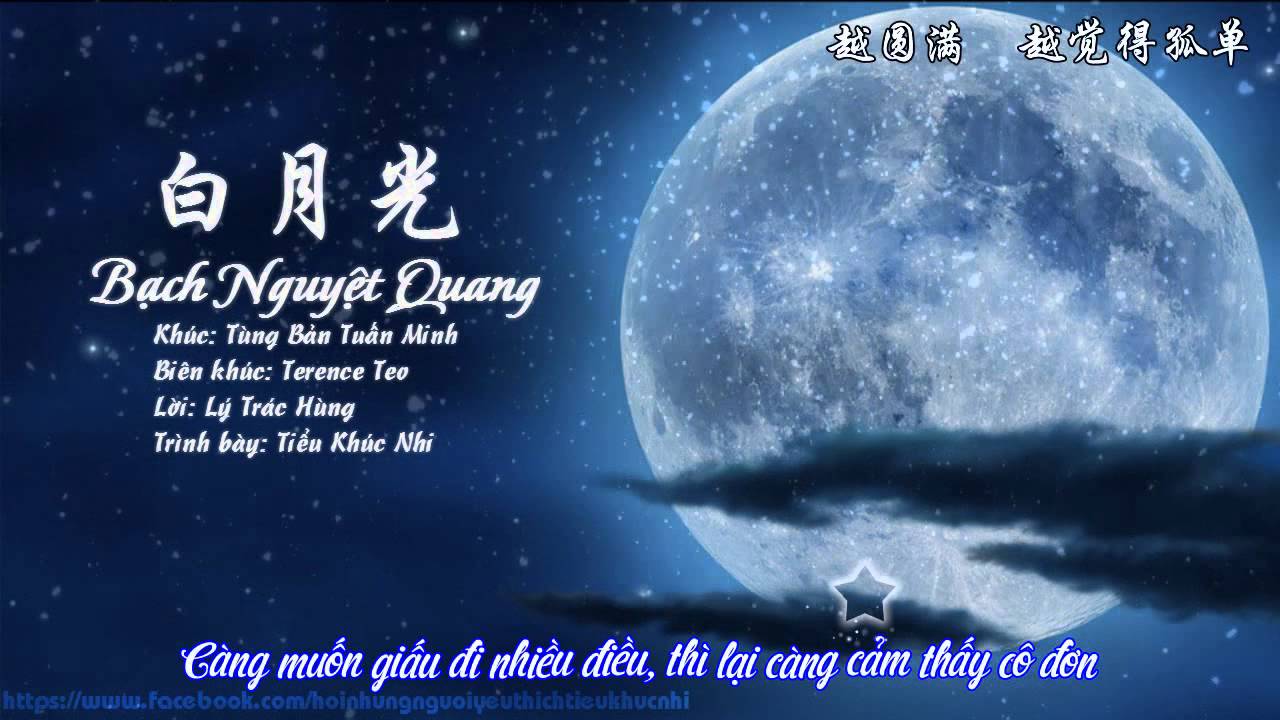 越圆满 越觉得孤单
白月光
Bạch Nguyệt Quang
Khúc: Tùng Bản Tuấn Minh
Biên khúc: Terence Teo
Lời: Lý Trác Hùng
Trình bày: Tiểu Khúc Nhi
Càng muốn giấu đi nhiều điều, thì lại càng cảm thấy cô đơn
https://www.facebook.com/hoinhungnguoiyeuthichtieukhucnhi